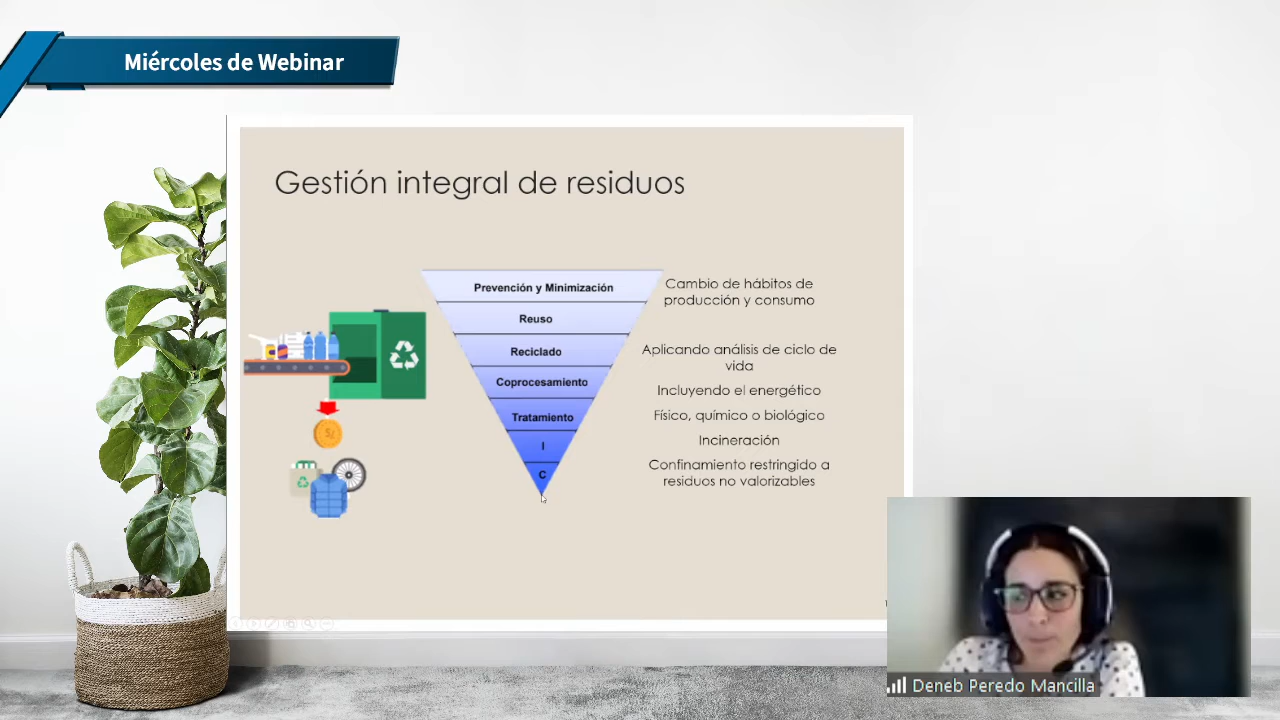 Miércoles de Webinar
Gestión integral de residuos
Prevención y Minimización
Reuso
Reciclado
Coprocesamiento
Tratamiento
I
C
Cambio de hábitos de
producción y consumo
Aplicando análisis de ciclo de
vida
Incluyendo el energético
Físico, químico o biológico
Incineración
Confinamiento restringido a
residuos no valorizables
S/
Deneb Peredo Mancilla